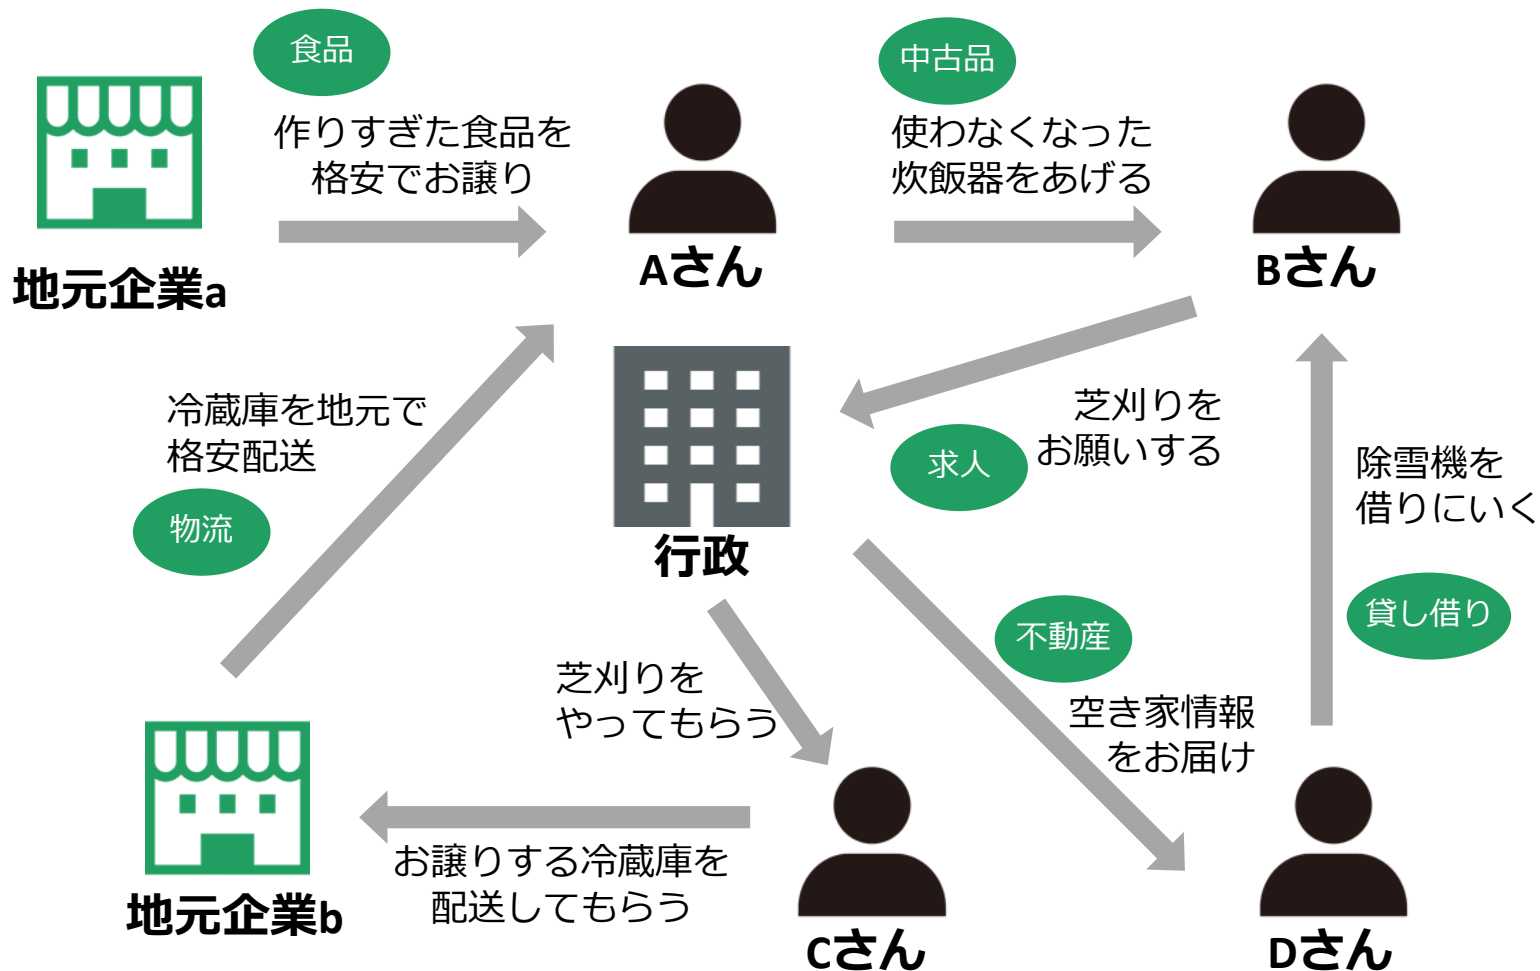 食品
作りすぎた食品を
格安でお譲り
地元企業a
Aさん
中古品
使わなくなった
炊飯器をあげる
Bさん
冷蔵庫を地元で
格安配送
物流
行政
芝刈りを
お願いする
求人
除雪機を
借りにいく
貸し借り
不動産
空き家情報
をお届け
芝刈りを
やってもらう
地元企業b
お譲りする冷蔵庫を
配送してもらう
Cさん
Dさん